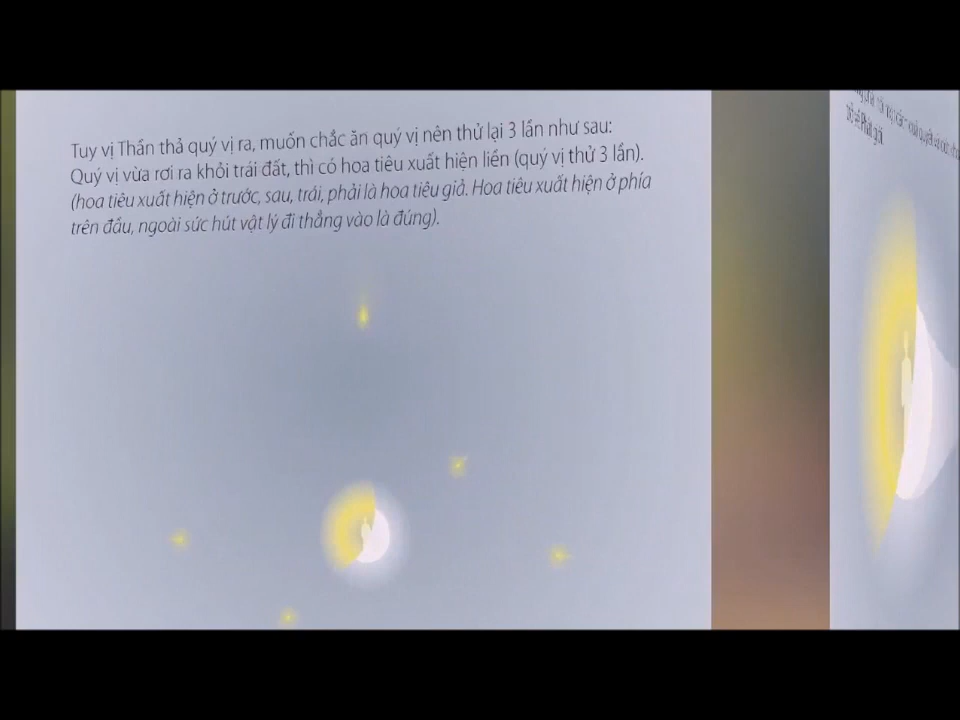 Tuy vị Thần thả quý vị ra, muốn chắc ăn quý vị nên thử lại 3 lần như sau:
Quý vị vừa rơi ra khỏi trái đất, thì có hoa tiêu xuất hiện liền (quý vị thử 3 lần).
(hoa tiêu xuất hiện ở trước, sau, trái, phải là hoa tiêu giả. Hoa tiêu xuất hiện ở phía
trên đầu, ngoài sức hút vật lý đi thẳng vào là đúng).